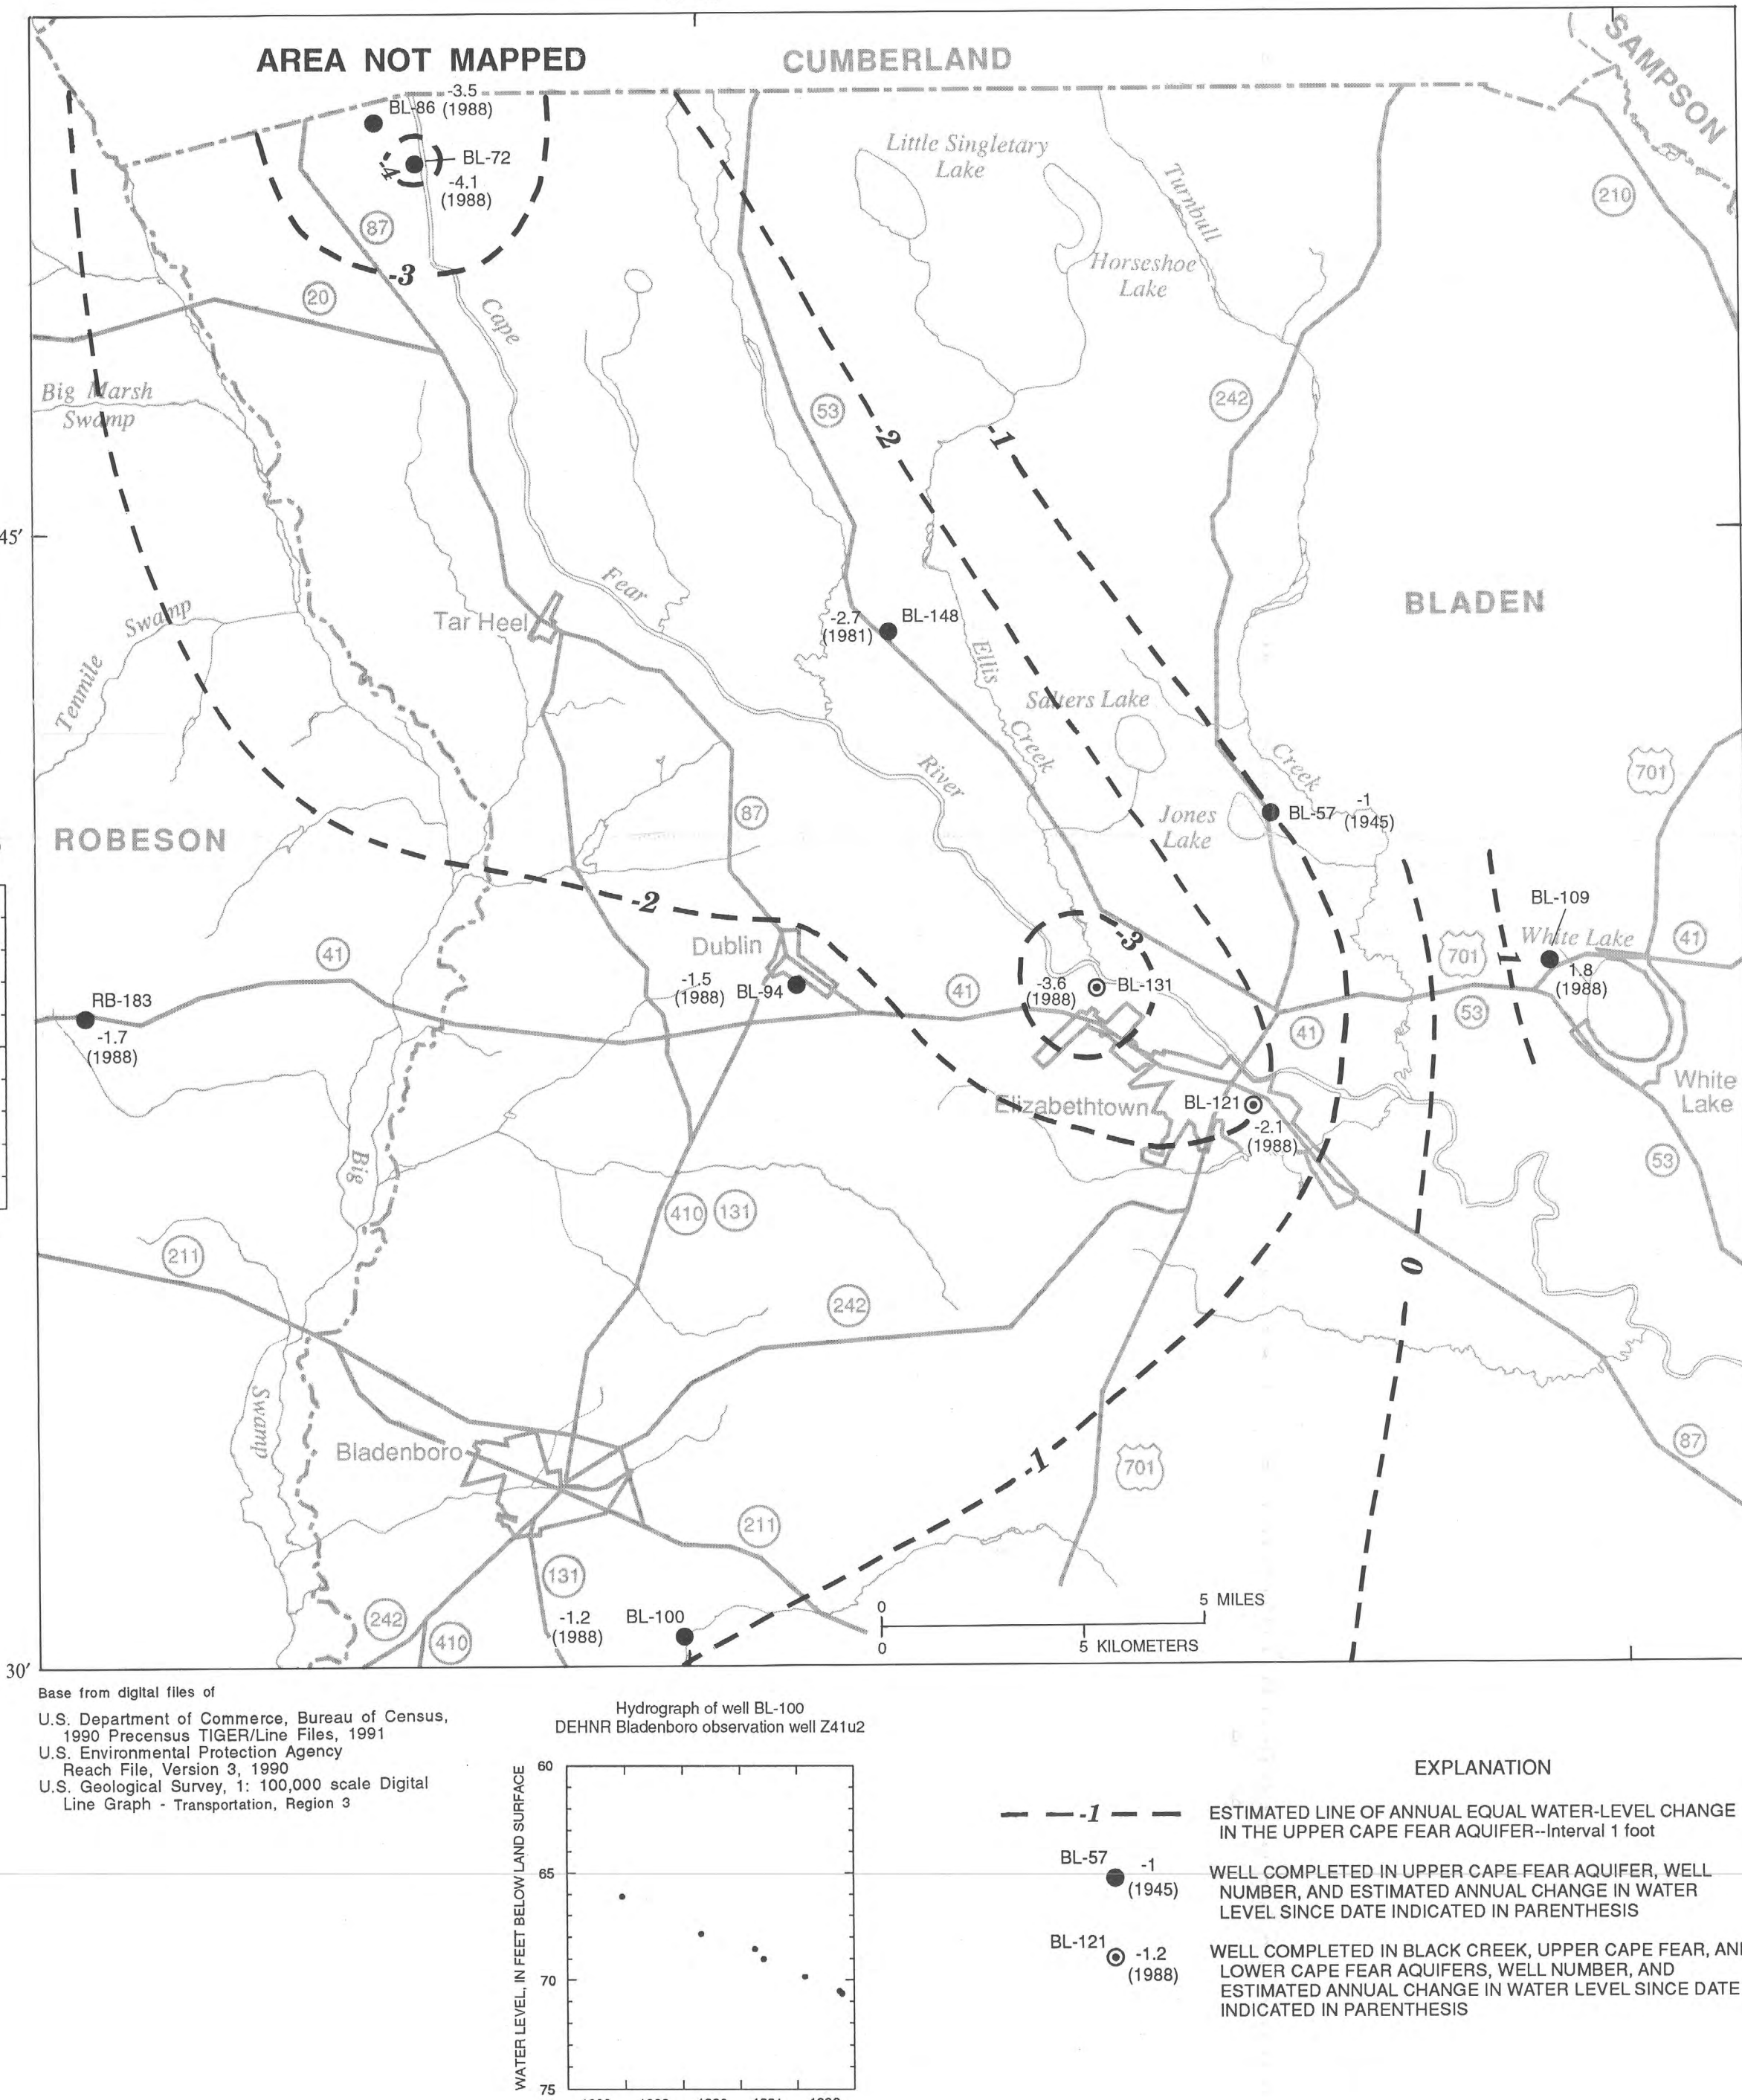 AREA NOT MAPPED
CUMBERLAND
SAMPSON
-3.5
BL-86
(1988)
-4
BL-72
-4.1
(1988)
Little Singletary
Lake
Turnbull
210
87
-3
Horseshoe
Lake
20
Cape
Big Marsh
Swamp
53
242
-2
-1
45'
Fear
BLADEN
Swamp
Tar Heel
-2.7
(1981)
BL-148
Ellis
Tenmile
Salters Lake
Creek
River
Creek
701
87
ROBESON
Jones
Lake
BL-57
-1
(1945)
-2
BL-109
Dublin
-3
White Lake
41
41
701
1
1.8
(1988)
-1.5
(1988)
BL-94
41
-3.6
(1988)
BL-131
53
RB-183
-1.7
(1988)
41
White
Lake
Elizabethtown
BL-121
-2.1
(1988)
Big
53
410
131
211
0
242
Swamp
Bladenboro
-1
701
87
211
131
242
410
-1.2
(1988)
BL-100
0
5 MILES
0
5 KILOMETERS
30'
Base from digital files of
U.S. Department of Commerce, Bureau of Census,
1990 Precensus TIGER/Line Files, 1991
U.S. Environmental Protection Agency
Reach File, Version 3, 1990
U.S. Geological Survey, 1: 100,000 scale Digital
Line Graph - Transportation, Region 3
Hydrograph of well BL-100
DEHNR Bladenboro observation well Z41u2
WATER LEVEL, IN FEET BELOW LAND SURFACE
60
65
70
75
EXPLANATION
-1
ESTIMATED LINE OF ANNUAL EQUAL WATER-LEVEL CHANGE
IN THE UPPER CAPE FEAR AQUIFER--Interval 1 foot
BL-57
-1
(1945)
WELL COMPLETED IN UPPER CAPE FEAR AQUIFER, WELL
NUMBER, AND ESTIMATED ANNUAL CHANGE IN WATER
LEVEL SINCE DATE INDICATED IN PARENTHESIS
BL-121
-1.2
(1988)
WELL COMPLETED IN BLACK CREEK, UPPER CAPE FEAR, AN
LOWER CAPE FEAR AQUIFERS, WELL NUMBER, AND
ESTIMATED ANNUAL CHANGE IN WATER LEVEL SINCE DATE
INDICATED IN PARENTHESIS